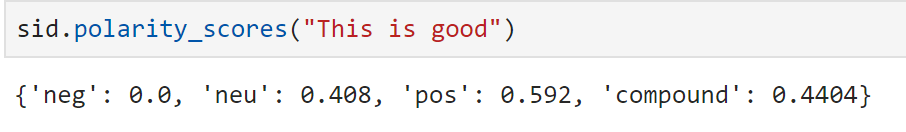 sid.polarity_scores("This is good")
{'neg': 0.0, 'neu': 0.408, 'pos': 0.592, 'compound': 0.4404}